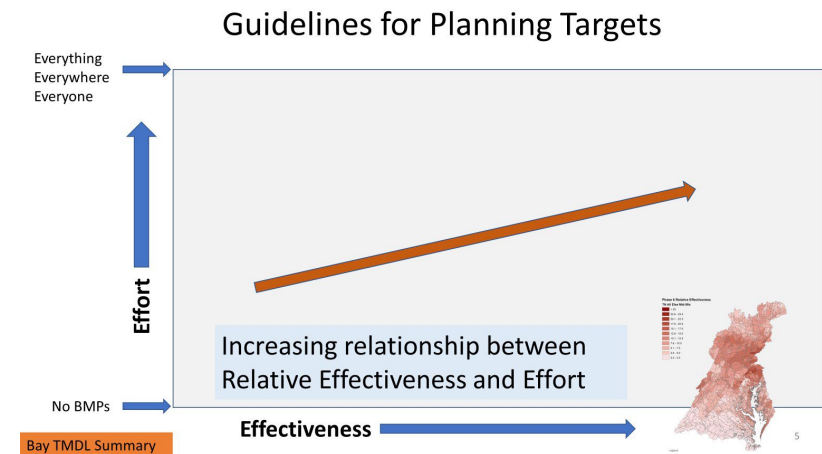 Guidelines for Planning Targets
Everything
Everywhere
Everyone
Effort
Increasing relationship between
Relative Effectiveness and Effort
No BMPs
Effectiveness
Bay TMDL Summary
5